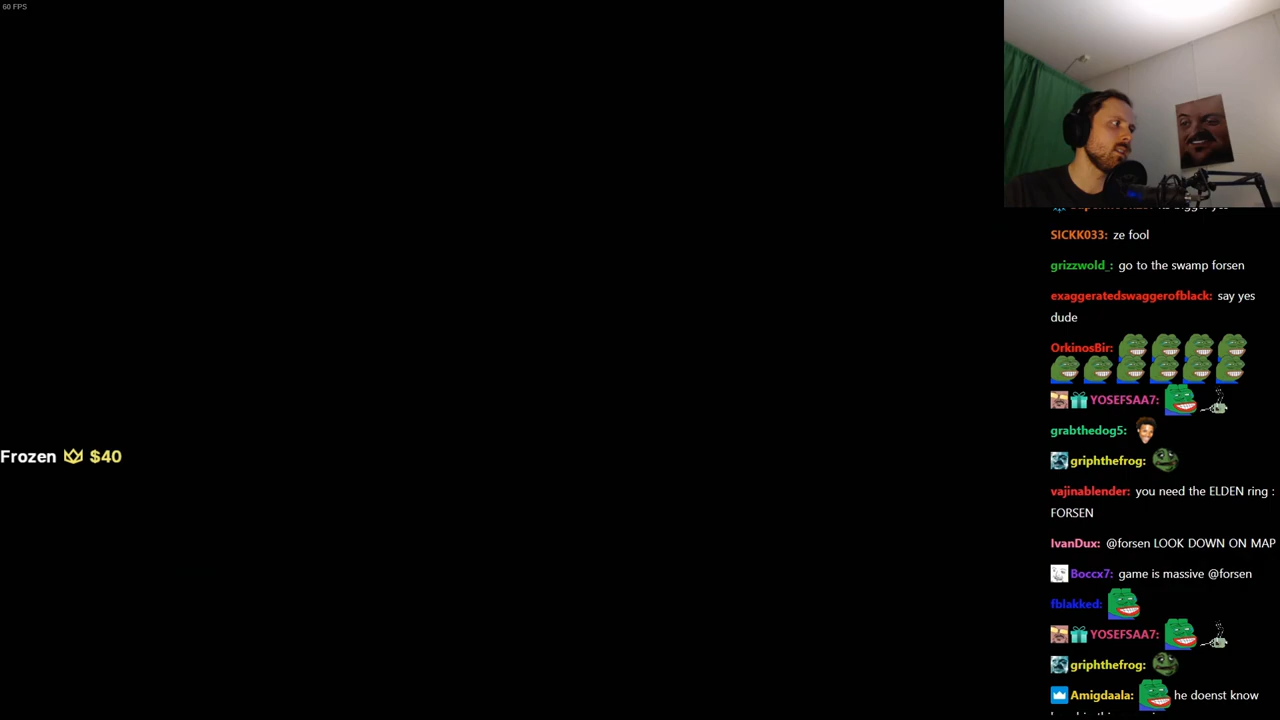 60 FPS
SICKK033: ze fool
grizzwold_: go to the swamp forsen
exaggeratedswaggerofblack: say yes
dude
OrkinosBir:
YOSEFSAA7:
grabthedog5:
Frozen $40
griphthefrog:
vajinablender: you need the ELDEN ring :
FORSEN
IvanDux: @forsen LOOK DOWN ON MAP
Boccx7: game is massive @forsen
fblakked:
YOSEFSAA7:
griphthefrog:
Amigdaala: he doenst know